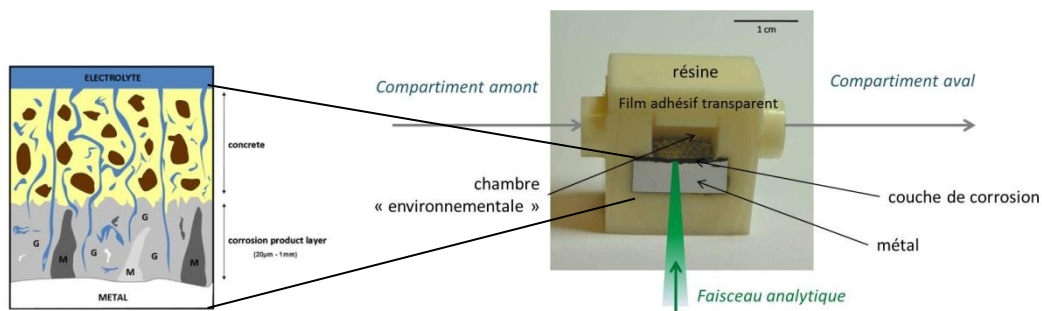 ELECTROLYTE
concrete
G
G
G
G
M
M
M
corrosion product layer
(20µm - 1mm)
METAL
1 cm
résine
Film adhésif transparent
Compartiment amont
Compartiment aval
chambre
« environnementale »
couche de corrosion
métal
Faisceau analytique